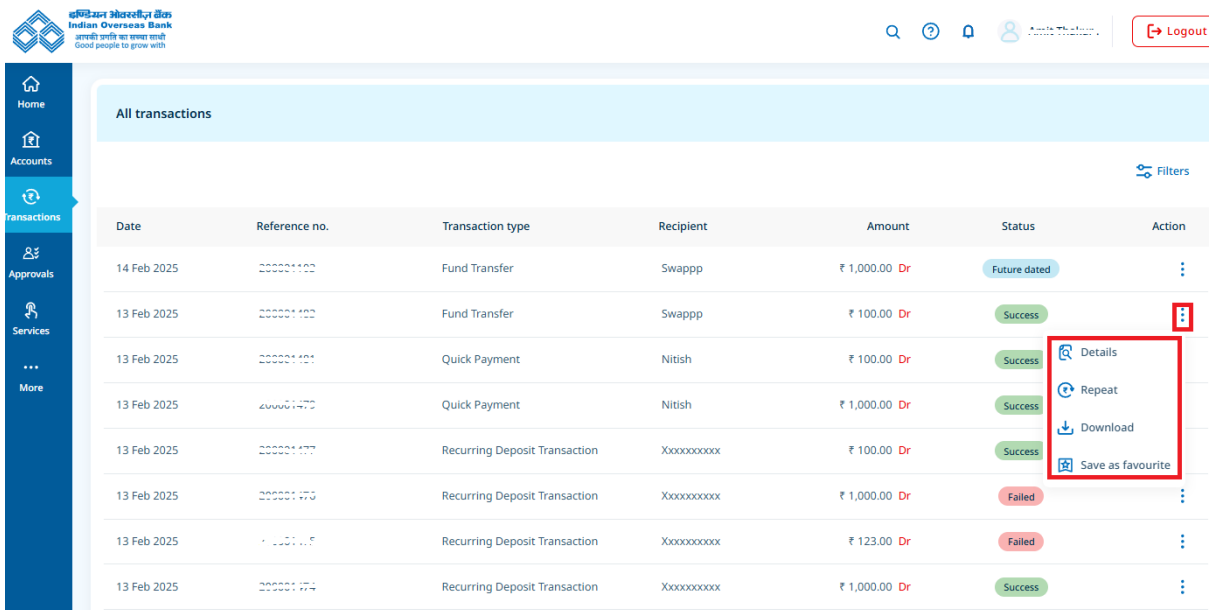 इण्डियन ओवरसीज़ बैंक
Indian Overseas Bank
आपकी प्रगति का सच्चा साथी
Good people to grow with
Logout
Home
Accounts
Transactions
Approvals
Services
More
All transactions
Filters
Date Reference no. Transaction type Recipient Amount Status Action
14 Feb 2025 Fund Transfer Swappp ₹ 1,000.00 Dr Future dated
13 Feb 2025 Fund Transfer Swappp ₹ 100.00 Dr Success
13 Feb 2025 Quick Payment Nitish ₹ 100.00 Dr Success
Details
Repeat
Download
Save as favourite
13 Feb 2025 Quick Payment Nitish ₹ 1,000.00 Dr Success
13 Feb 2025 Recurring Deposit Transaction Xxxxxxxxx ₹ 100.00 Dr Success
13 Feb 2025 Recurring Deposit Transaction Xxxxxxxxxx ₹ 1,000.00 Dr Failed
13 Feb 2025 Recurring Deposit Transaction Xxxxxxxxxx ₹ 123.00 Dr Failed
13 Feb 2025 Recurring Deposit Transaction Xxxxxxxxxx ₹ 1,000.00 Dr Success